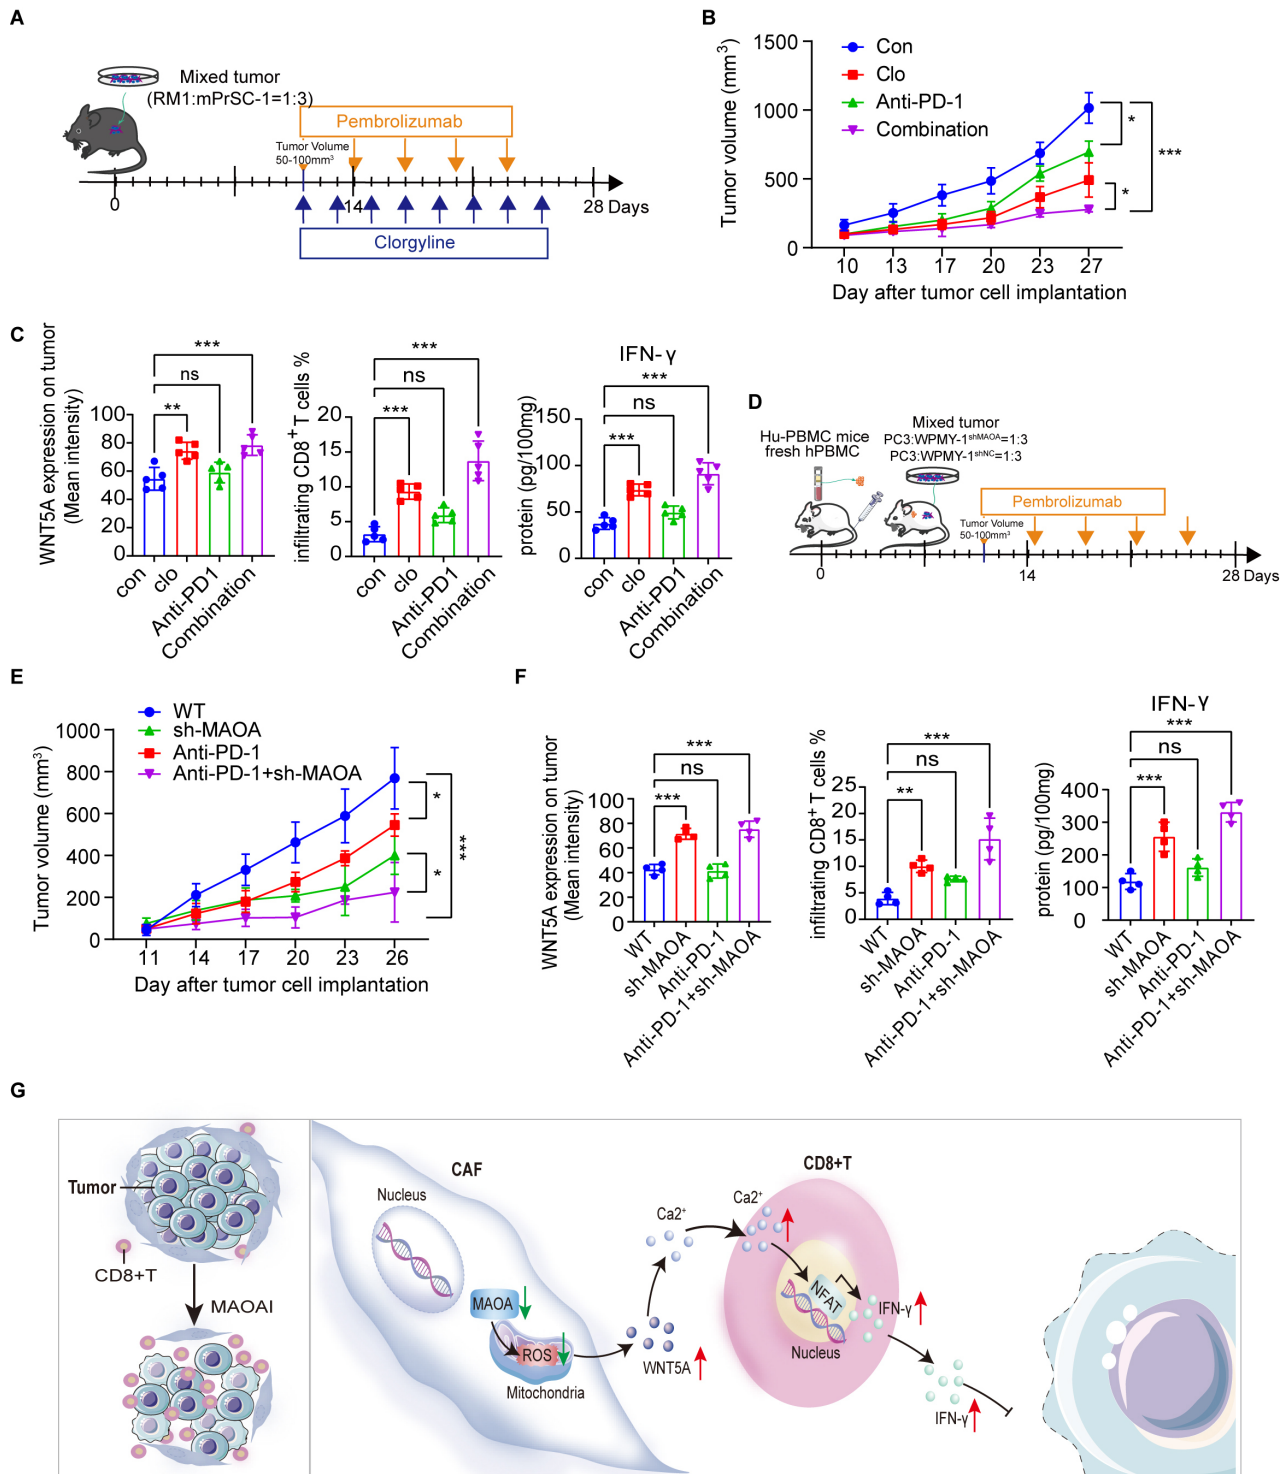 A
Mixed tumor
(RM1:mPrSC-1=1:3)
Pembrolizumab
Tumor Volume
50-100mm³
0
14
28 Days
Clorgyline
B
Tumor volume (mm³)
1500
1000
500
0
Con
Clo
Anti-PD-1
Combination
*
***
*
10 13 17 20 23 27
Day after tumor cell implantation
C
WNT5A expression on tumor
(Mean intensity)
***
ns
**
100
80
60
40
20
0
con
clo
Anti-PD1
Combination
infiltrating CD8⁺T cells %
***
ns
***
20
15
10
5
0
con
clo
Anti-PD1
Combination
IFN-γ
protein (pg/100mg)
***
ns
***
150
100
50
0
con
clo
Anti-PD1
Combination
D
Hu-PBMC mice
fresh hPBMC
Mixed tumor
PC3:WPMY-1ˢʰᴹᴬᴼᴬ=1:3
PC3:WPMY-1ˢʰᴺᶜ=1:3
Pembrolizumab
Tumor Volume
50-100mm³
0
14
28 Days
E
Tumor volume (mm³)
1000
800
600
400
200
0
WT
sh-MAOA
Anti-PD-1
Anti-PD-1+sh-MAOA
*
***
*
11 14 17 20 23 26
Day after tumor cell implantation
F
WNT5A expression on tumor
(Mean intensity)
***
ns
***
100
80
60
40
20
0
WT
sh-MAOA
Anti-PD-1
Anti-PD-1+sh-MAOA
infiltrating CD8⁺ T cells %
***
ns
**
25
20
15
10
5
0
WT
sh-MAOA
Anti-PD-1
Anti-PD-1+sh-MAOA
IFN-γ
protein (pg/100mg)
***
ns
***
400
300
200
100
0
WT
sh-MAOA
Anti-PD-1
Anti-PD-1+sh-MAOA
G
Tumor
CD8+T
MAOAI
CAF
Nucleus
MAOA
ROS
Mitochondria
WNT5A
Ca²⁺
Ca²⁺
CD8+T
NFAT
Nucleus
IFN-γ
IFN-γ